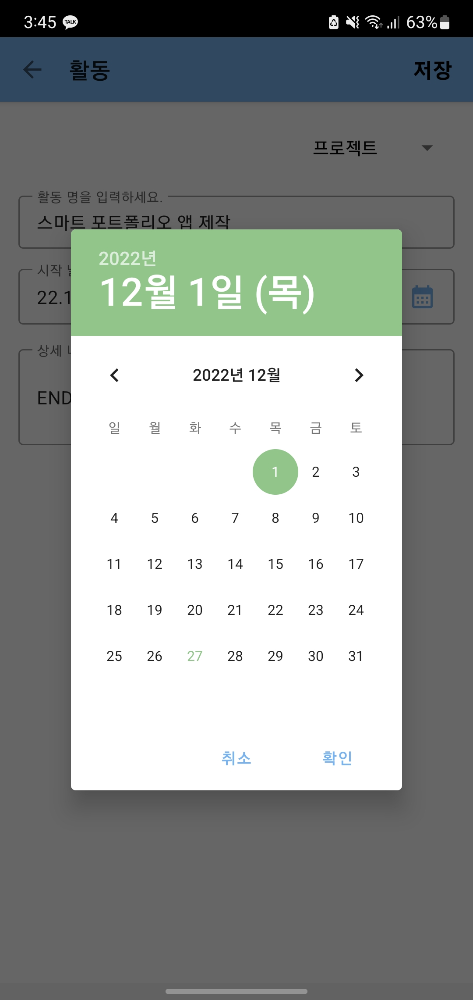 3:45 TALK 63%
활동 저장
프로젝트
활동 명을 입력하세요.
스마트 포트폴리오 앱 제작
시작
22.1
상세
END
2022년
12월 1일 (목)
2022년 12월
일 월 화 수 목 금 토
1 2 3
4 5 6 7 8 9 10
11 12 13 14 15 16 17
18 19 20 21 22 23 24
25 26 27 28 29 30 31
취소 확인